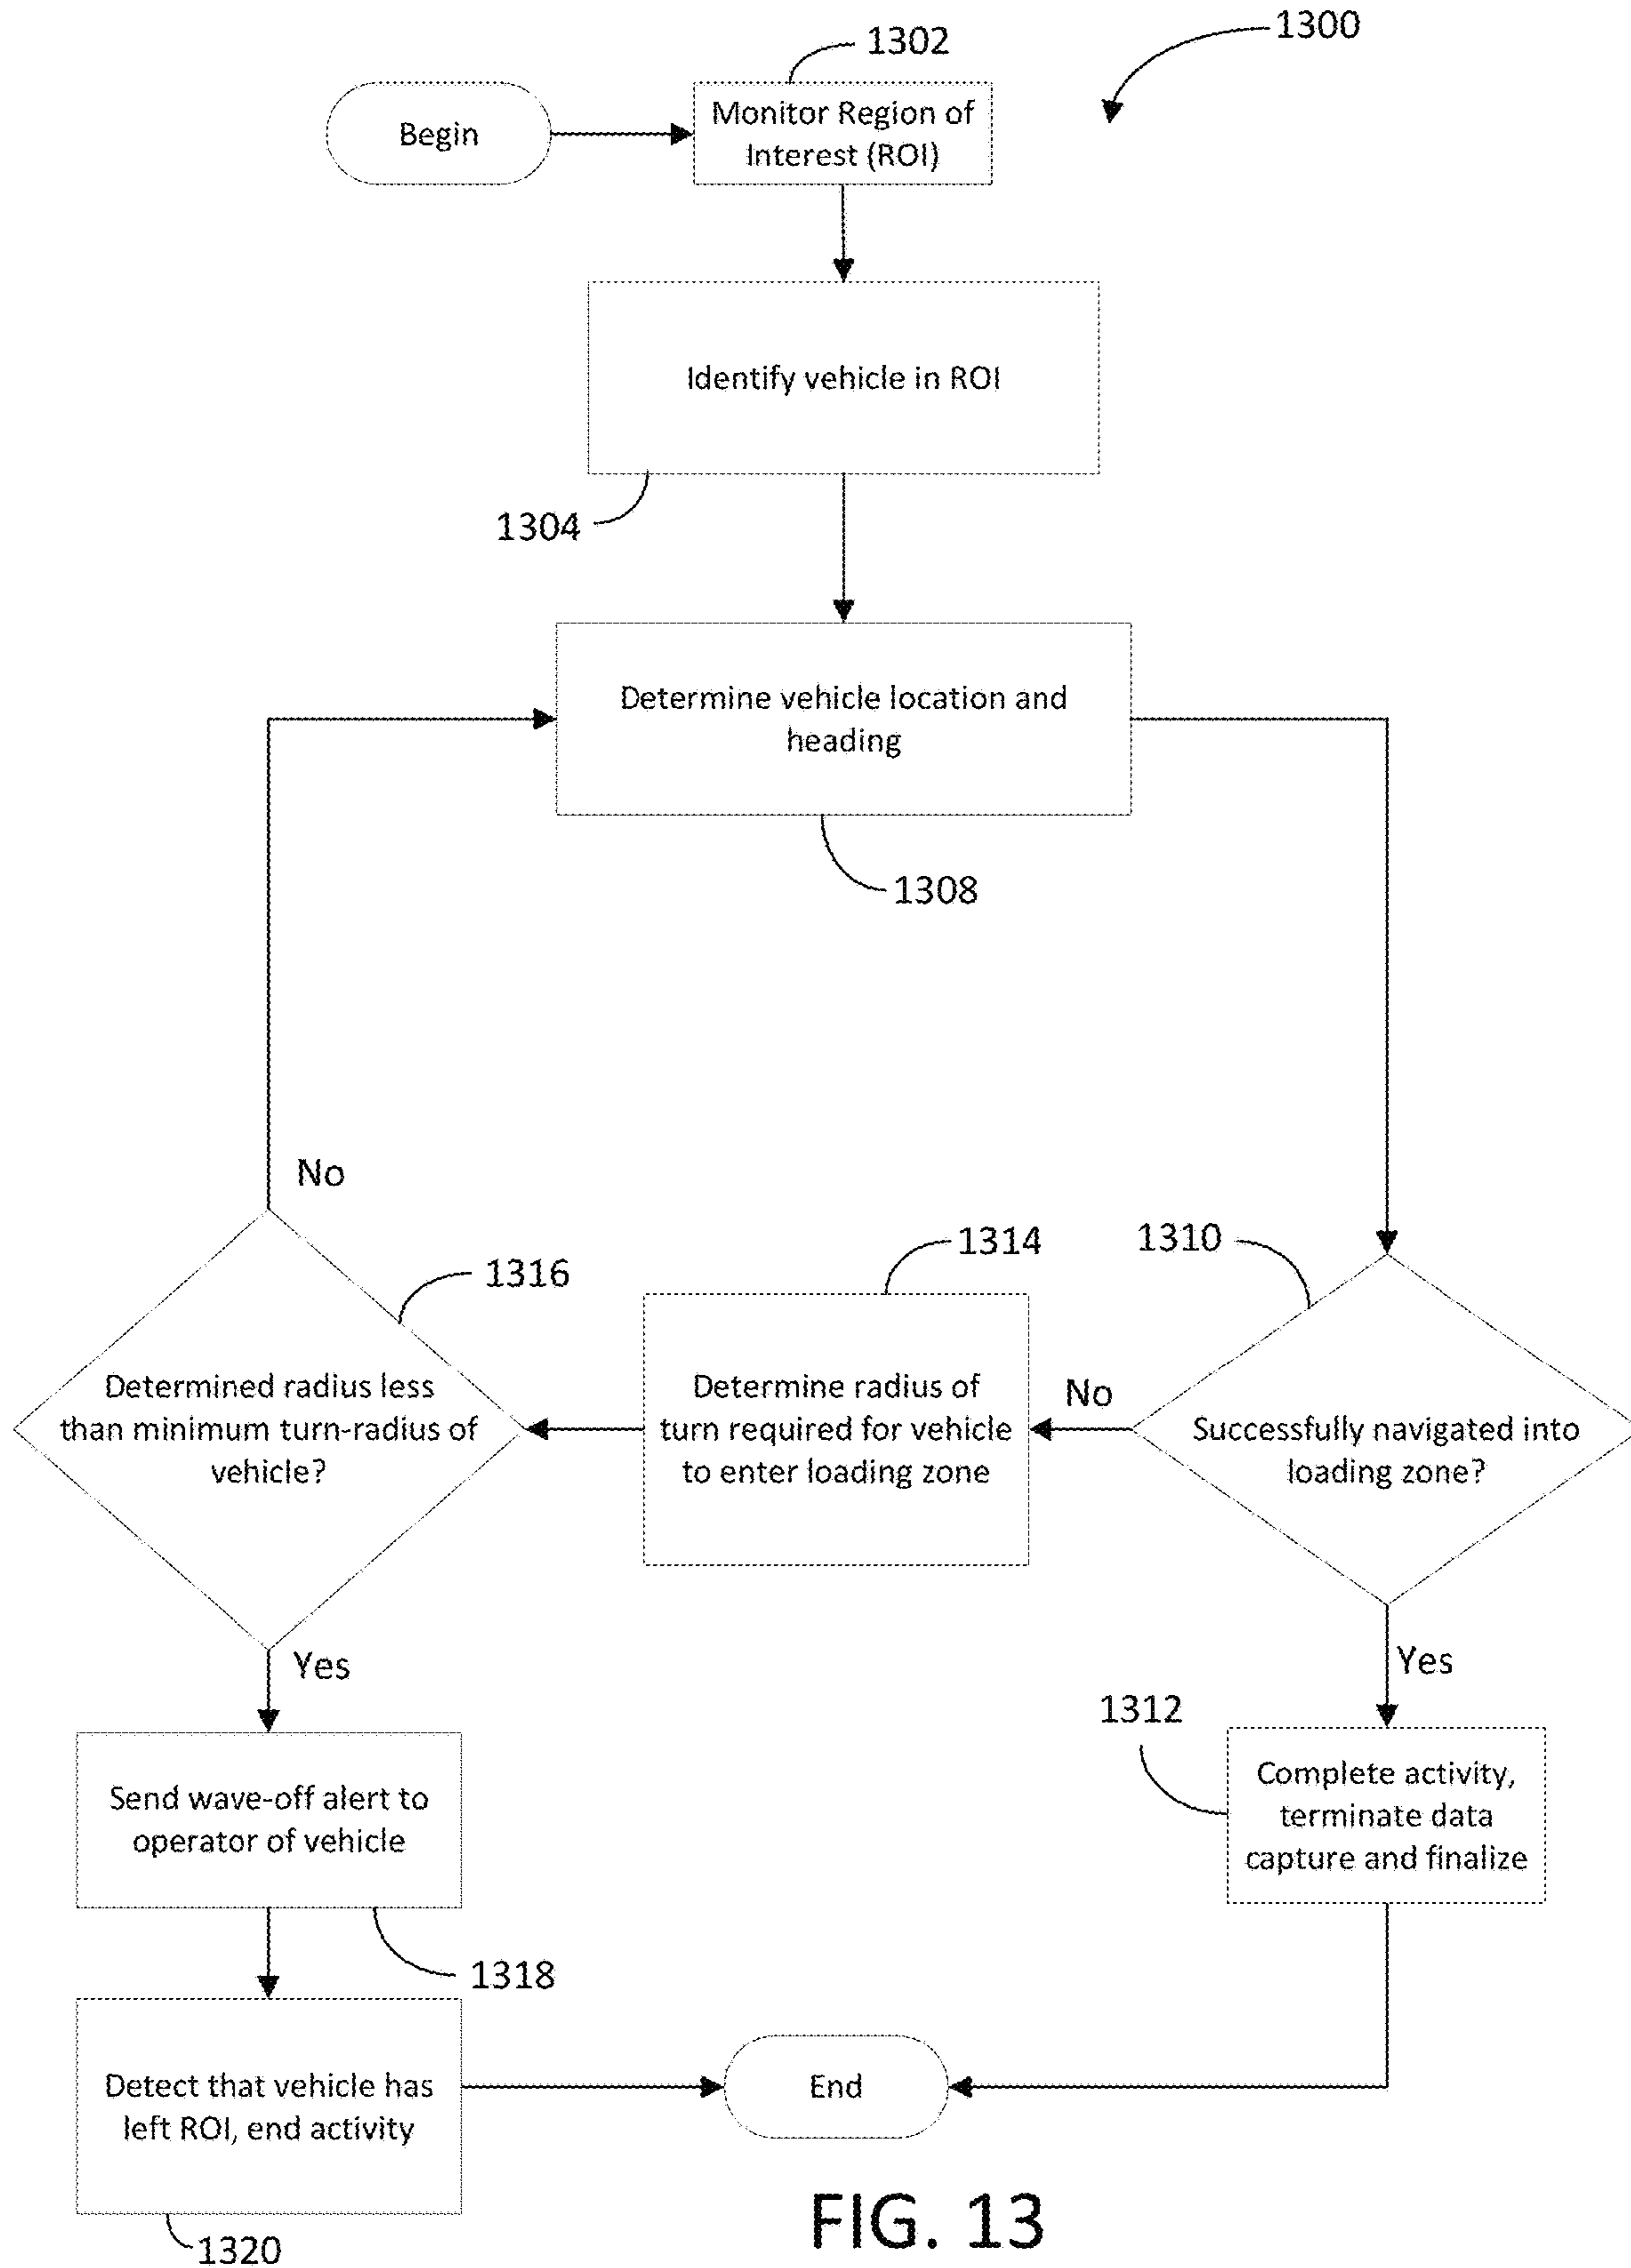 1300
1302
Begin
Monitor Region of
Interest (ROI)
Identify vehicle in ROI
1304
Determine vehicle location and
heading
1308
No
1316
1314
1310
Determined radius less
than minimum turn-radius of
vehicle?
Determine radius of
turn required for vehicle
to enter loading zone
No
Successfully navigated into
loading zone?
Yes
Yes
1312
Send wave-off alert to
operator of vehicle
Complete activity,
terminate data
capture and finalize
1318
Detect that vehicle has
left ROI, end activity
End
1320
FIG. 13